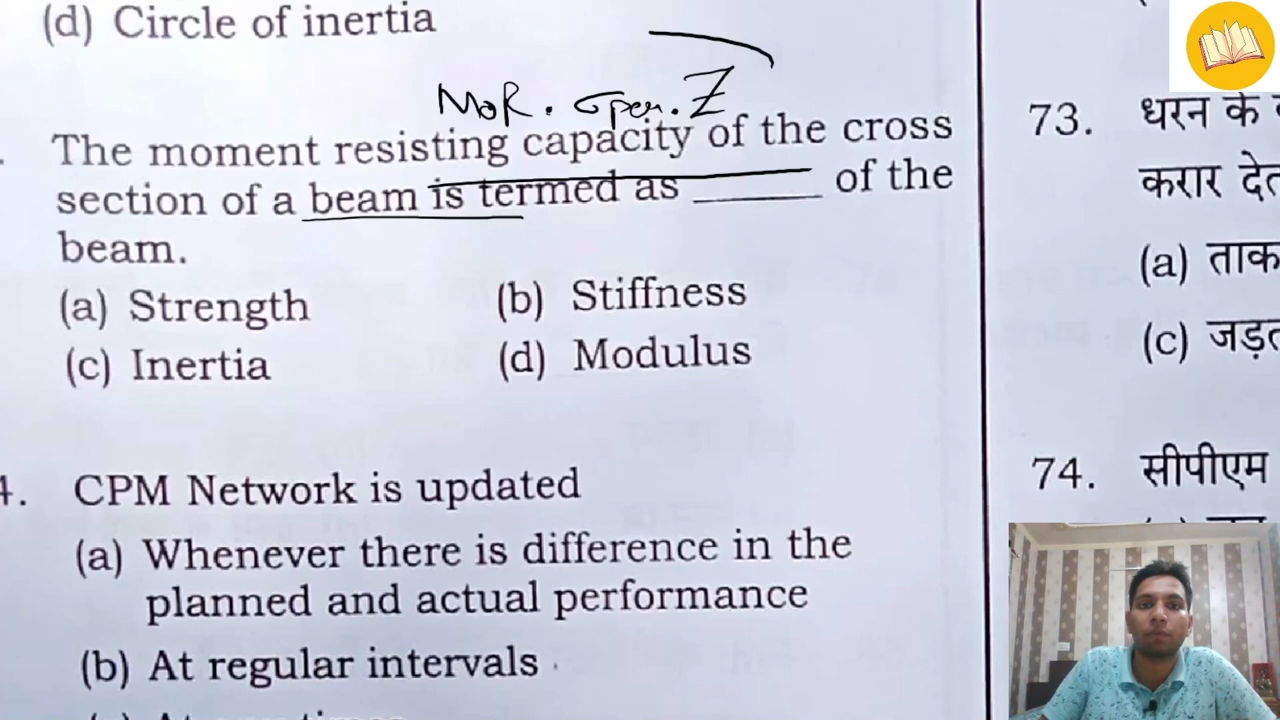 (d) Circle of inertia
MoR. σper. Z
. The moment resisting capacity of the cross
section of a beam is termed as ______ of the
beam.
(a) Strength (b) Stiffness
(c) Inertia (d) Modulus
4. CPM Network is updated
(a) Whenever there is difference in the
planned and actual performance
(b) At regular intervals
73. धरन के
करार देत
(a) ताक
(c) जड़त
74. सीपीएम